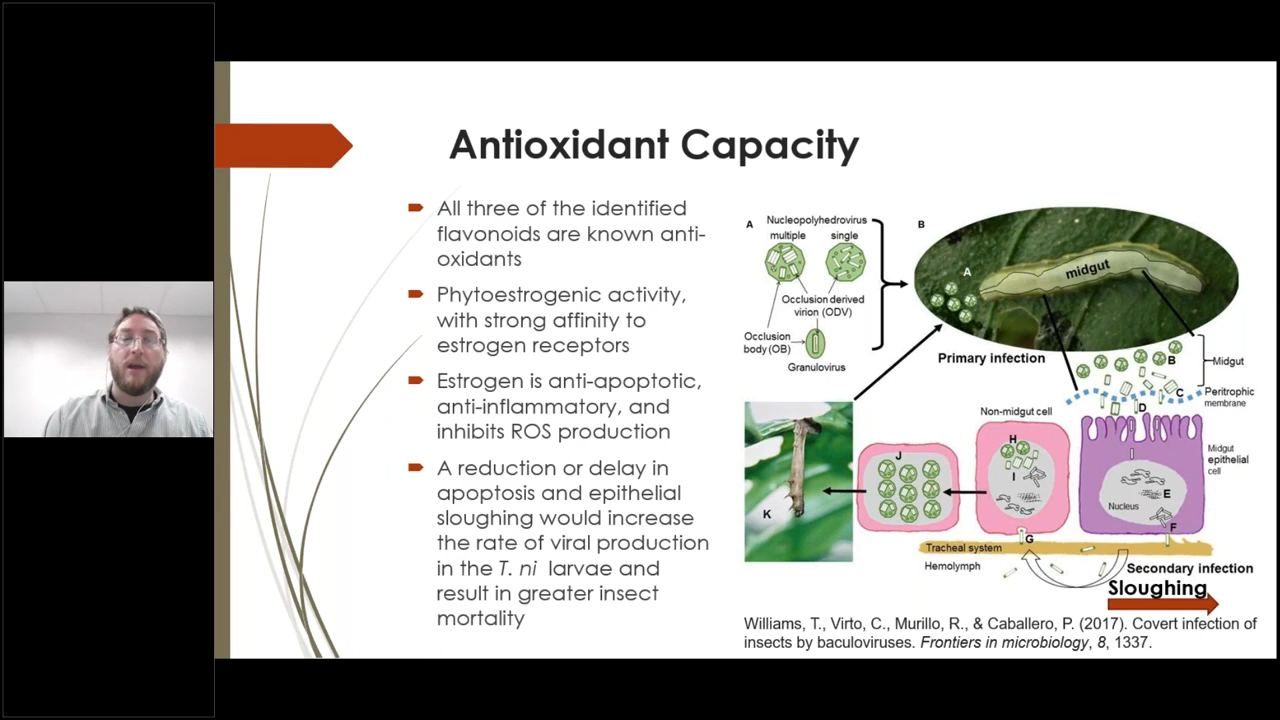 Antioxidant Capacity
All three of the identified
flavonoids are known anti-
oxidants
Phytoestrogenic activity,
with strong affinity to
estrogen receptors
Estrogen is anti-apoptotic,
anti-inflammatory, and
inhibits ROS production
A reduction or delay in
apoptosis and epithelial
sloughing would increase
the rate of viral production
in the T. ni larvae and
result in greater insect
mortality
A
Nucleopolyhedrovirus
multiple
single
Occlusion derived
virion (ODV)
Occlusion
body (OB)
Granulovirus
B
A
midgut
Primary infection
B
Midgut
C
Peritrophic
membrane
D
Non-midgut cell
H
I
J
K
Midgut
epithelial
cell
E
Nucleus
F
G
Tracheal system
Hemolymph
Secondary infection
Sloughing
Williams, T., Virto, C., Murillo, R., & Caballero, P. (2017). Covert infection of
insects by baculoviruses. Frontiers in microbiology, 8, 1337.